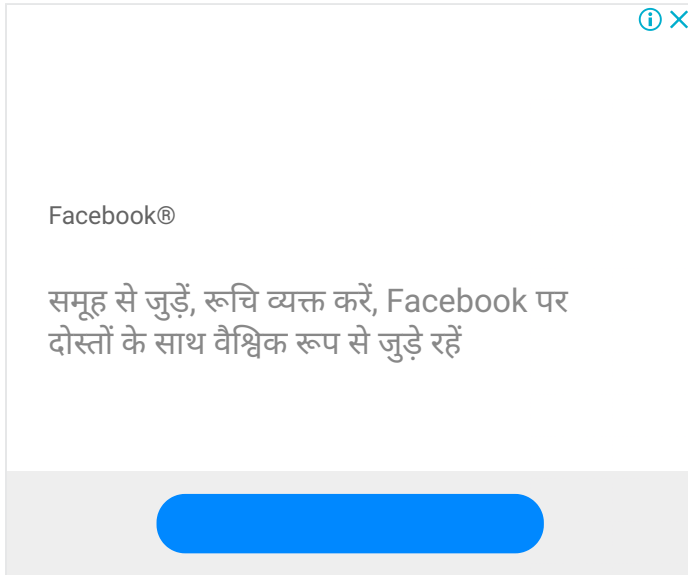 Facebook®
समूह से जुड़ें, रूचि व्यक्त करें, Facebook पर
दोस्तों के साथ वैश्विक रूप से जुड़े रहें